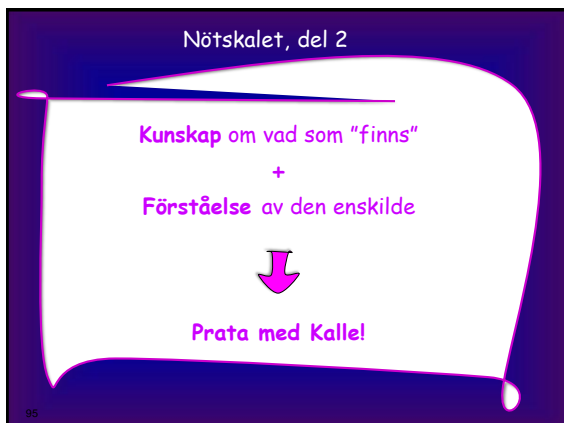 Nötskalet, del 2
Kunskap om vad som ”finns”
+
Förståelse av den enskilde
Prata med Kalle!
95